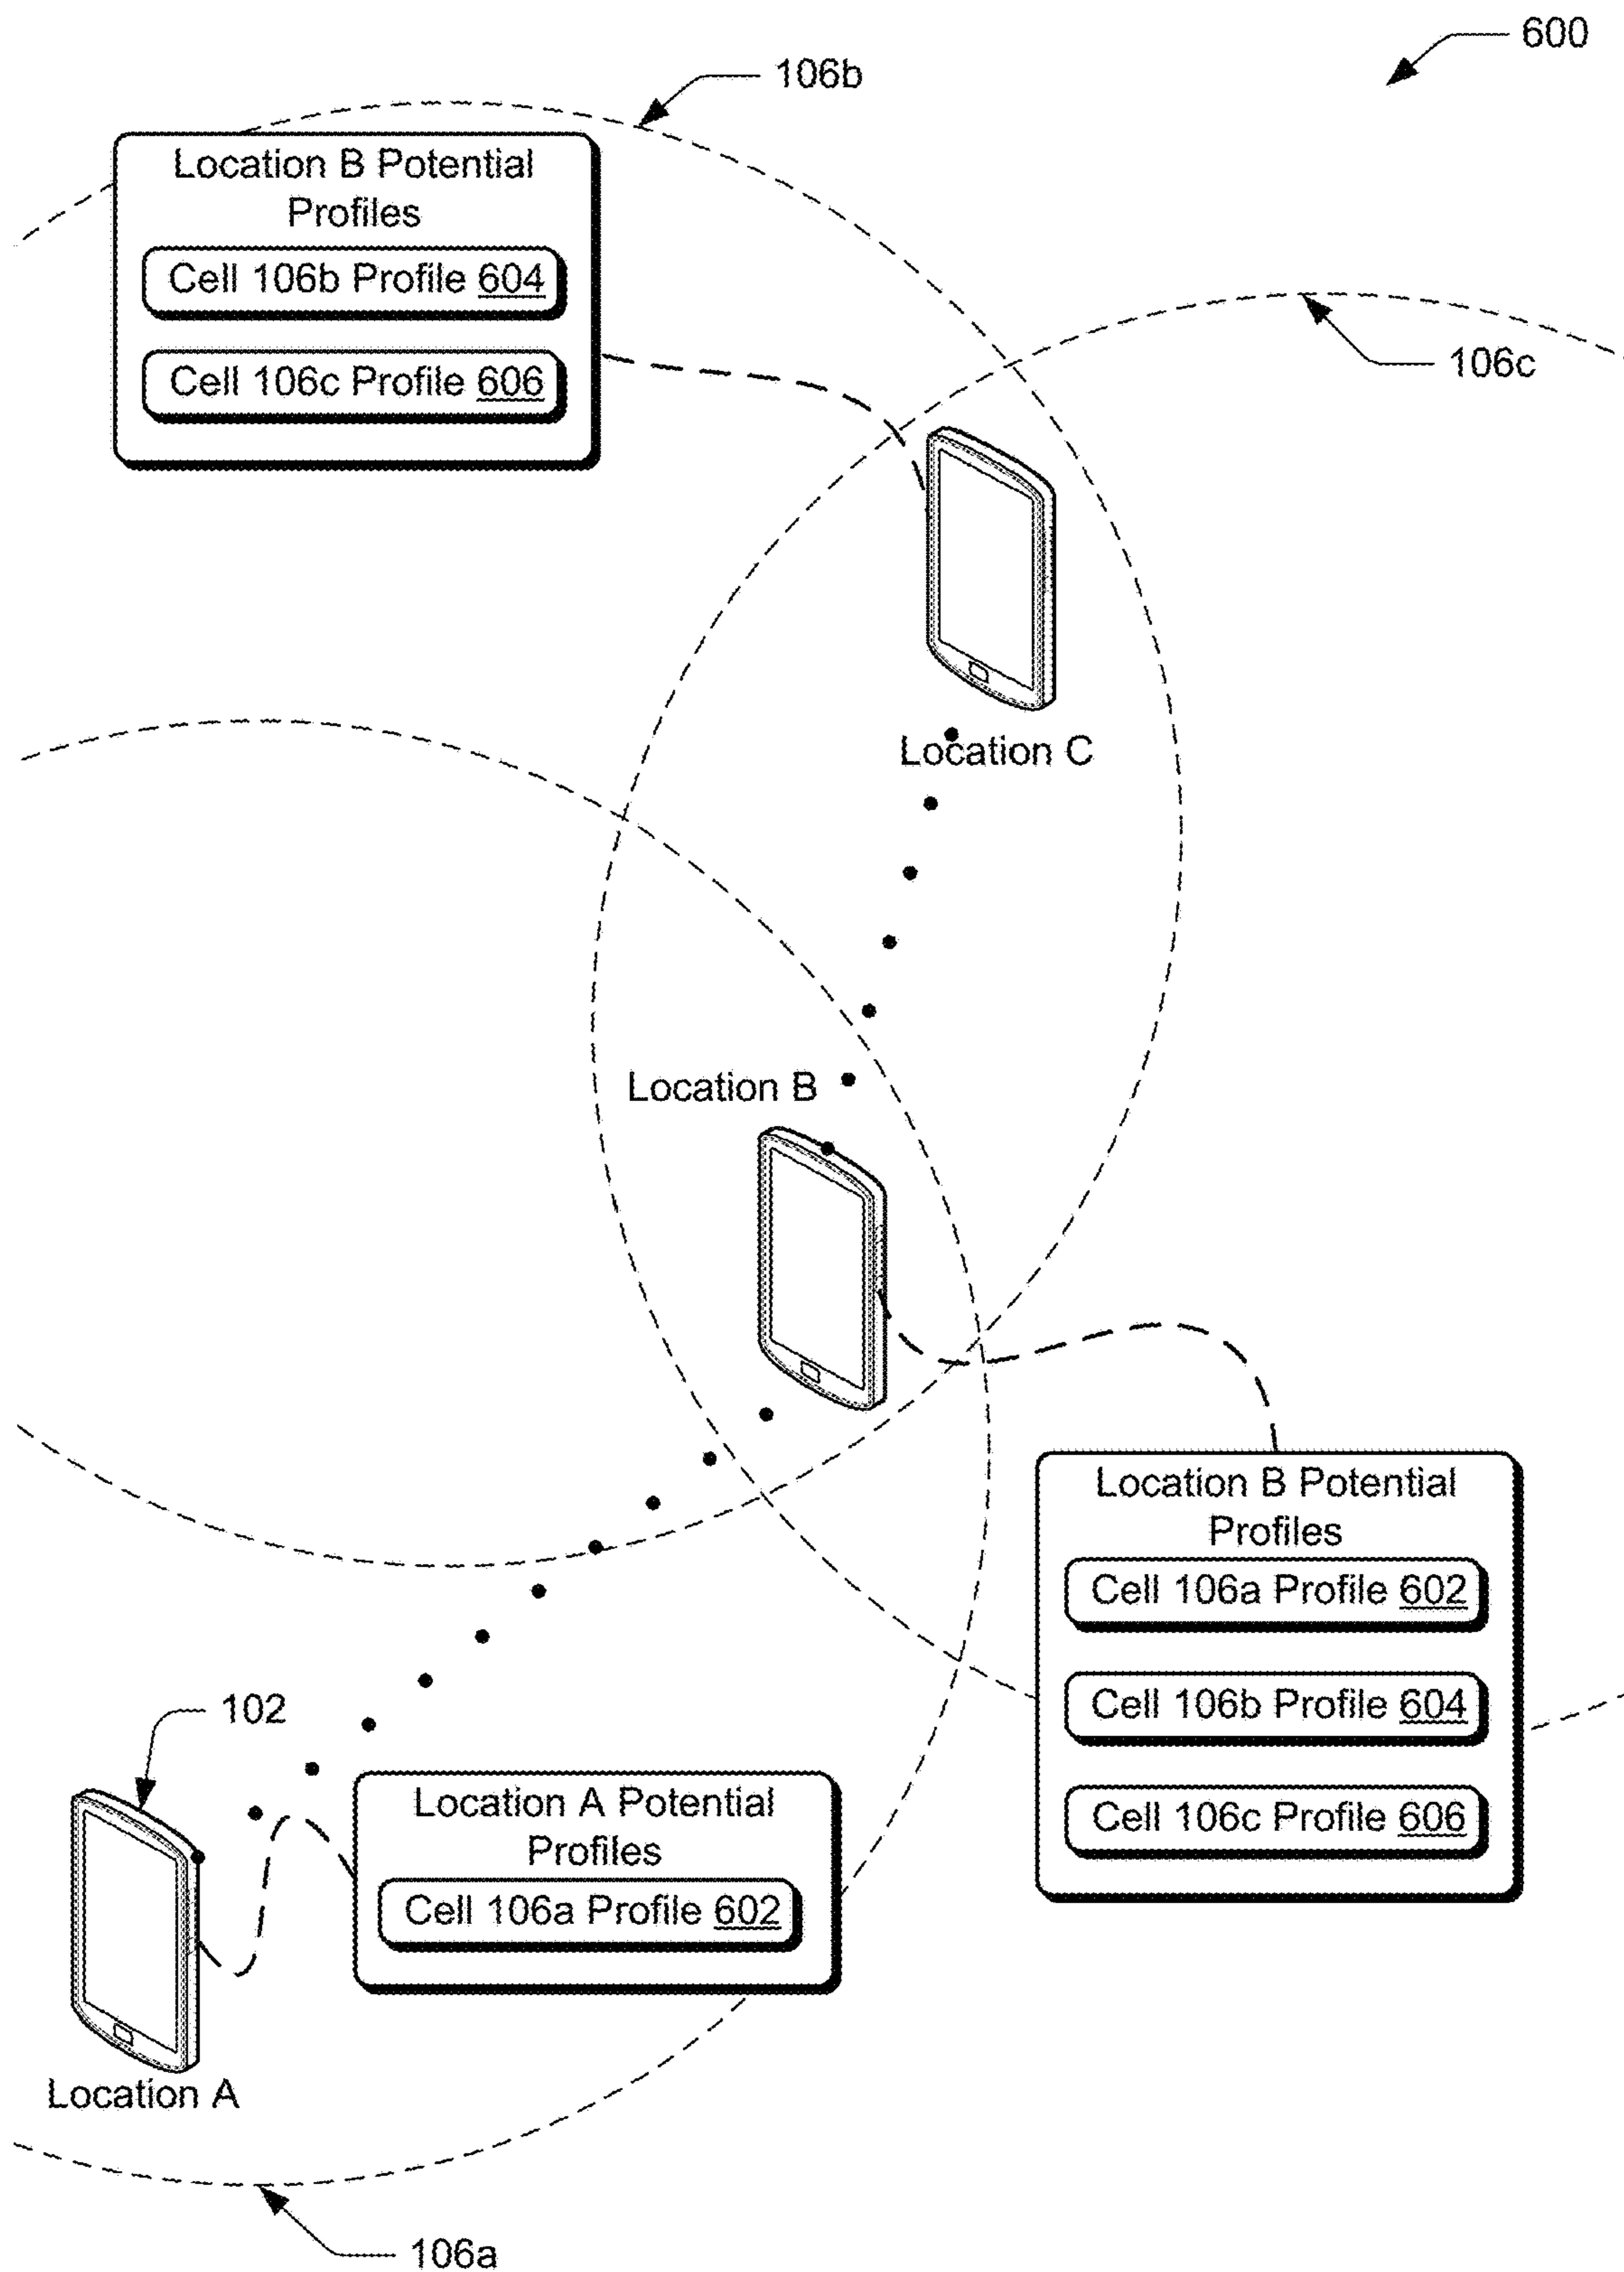 600
106b
Location B Potential
Profiles
Cell 106b Profile 604
Cell 106c Profile 606
106c
Location C
Location B
Location B Potential
Profiles
Cell 106a Profile 602
Cell 106b Profile 604
Cell 106c Profile 606
102
Location A Potential
Profiles
Cell 106a Profile 602
Location A
106a